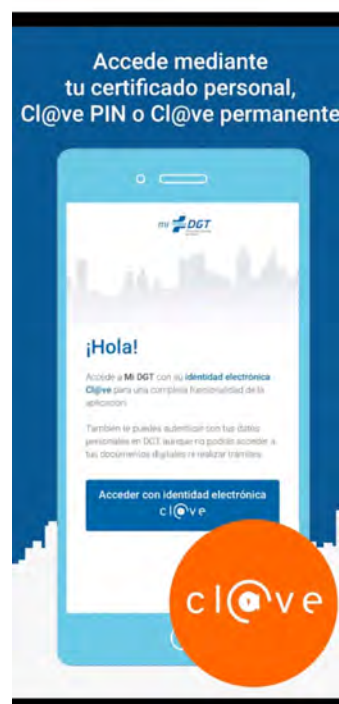 Accede mediante
tu certificado personal,
Cl@ve PIN o Cl@ve permanente
mi DGT
¡Hola!
Accede a Mi DGT con su identidad electrónica
Cl@ve para una completa funcionalidad de la
aplicación.
También te puedes autenticar con tus datos
personales en DGT aunque no podrás acceder a
tus documentos digitales ni realizar trámites.
Acceder con identidad electrónica
cl@ve
cl@ve